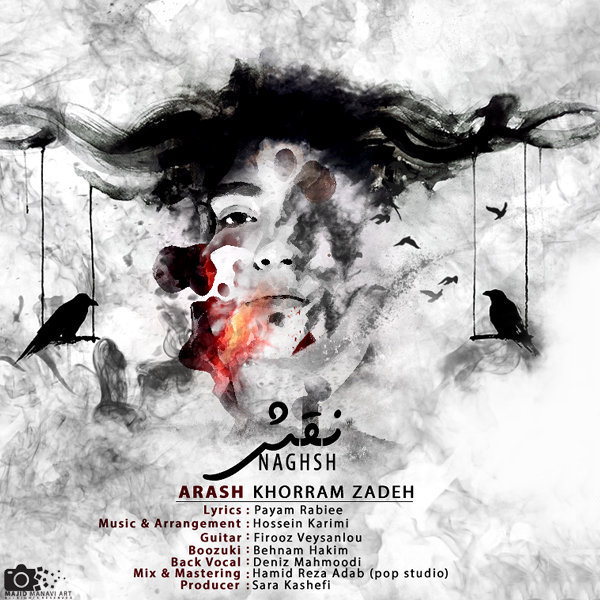 نقش
NAGHSH
ARASH KHORRAM ZADEH
Lyrics : Payam Rabiee
Music & Arrangement : Hossein Karimi
Guitar : Firooz Veysanlou
Boozuki : Behnam Hakim
Back Vocal : Deniz Mahmoodi
Mix & Mastering : Hamid Reza Adab (pop studio)
Producer : Sara Kashefi
MAJID MANAVI ART